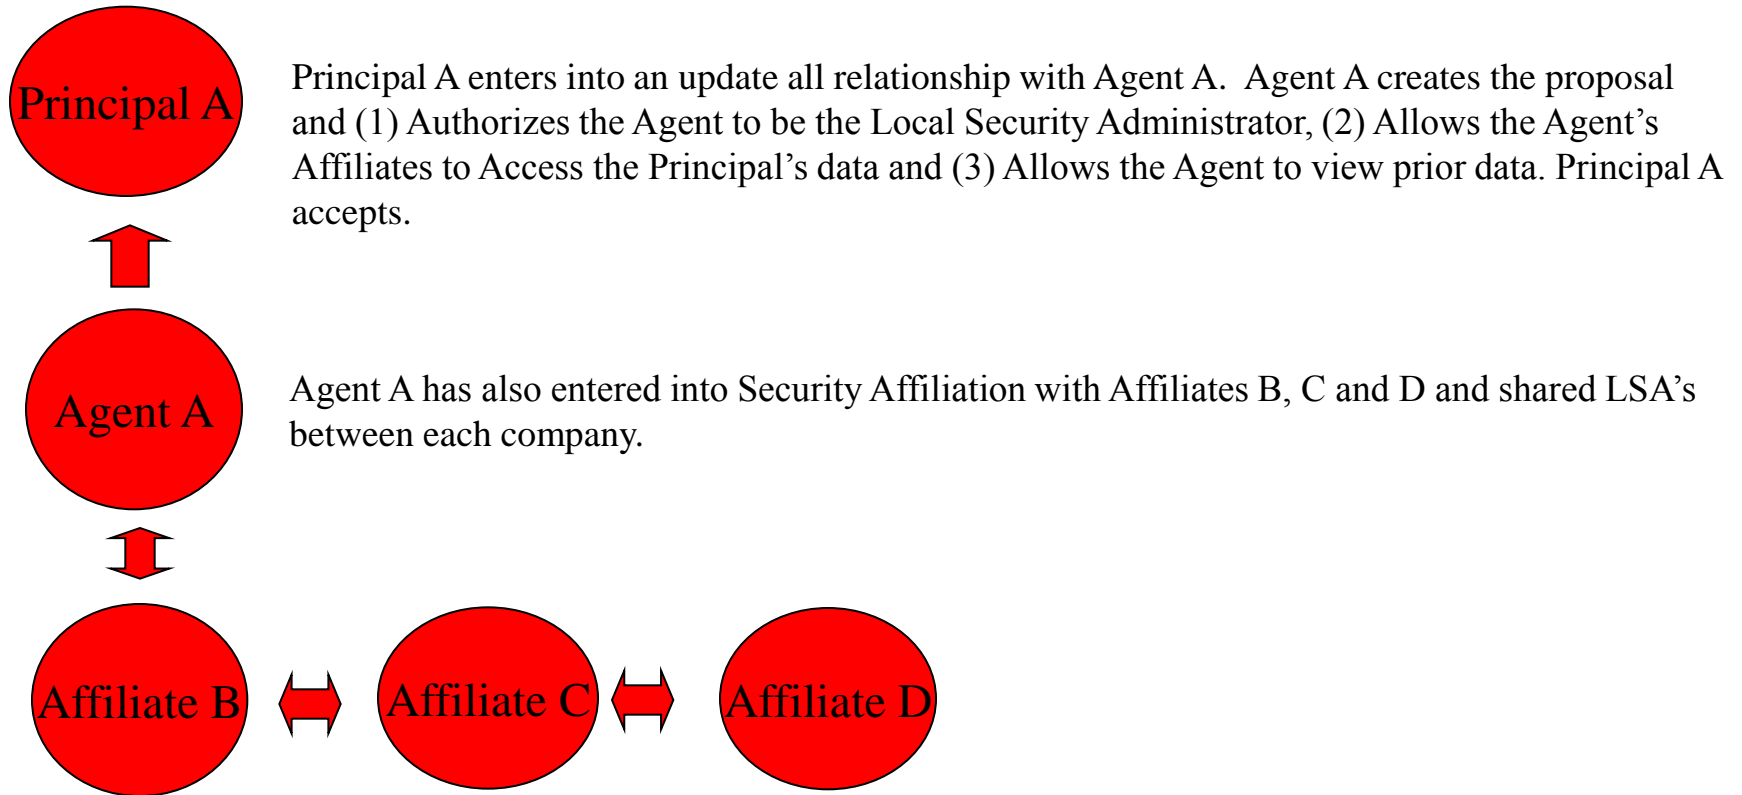 Principal A
Principal A enters into an update all relationship with Agent A.  Agent A creates the proposal
and (1) Authorizes the Agent to be the Local Security Administrator, (2) Allows the Agent’s
Affiliates to Access the Principal’s data and (3) Allows the Agent to view prior data. Principal A
accepts.
Agent A
Agent A has also entered into Security Affiliation with Affiliates B, C and D and shared LSA’s
between each company.
Affiliate B
Affiliate C
Affiliate D